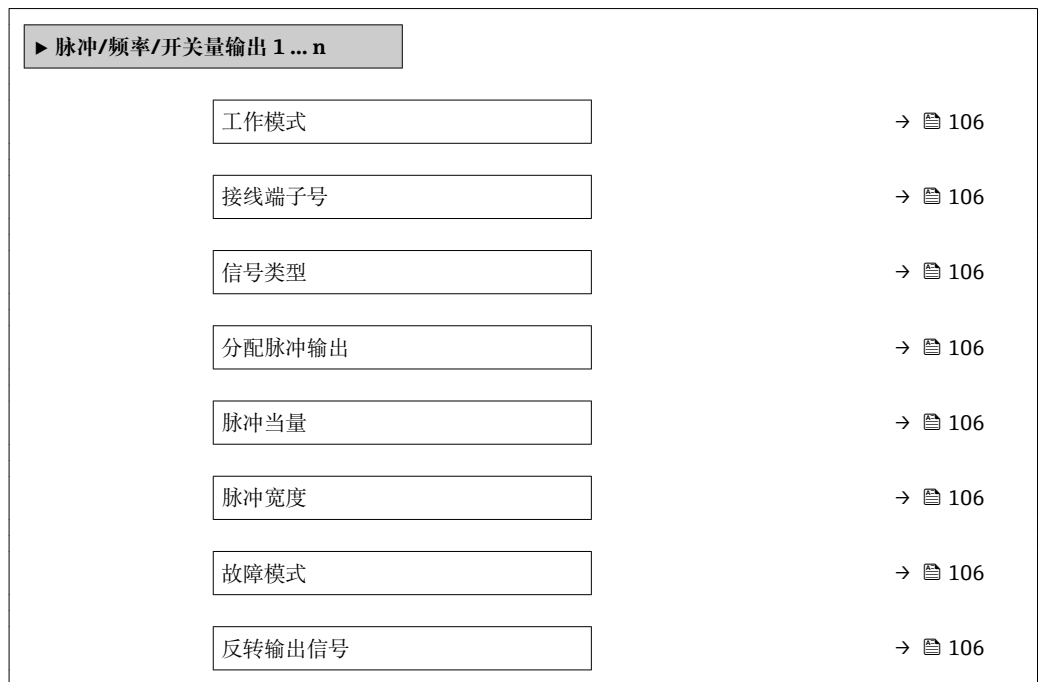 ▶ 脉冲/频率/开关量输出 1 ... n
工作模式 → 106
接线端子号 → 106
信号类型 → 106
分配脉冲输出 → 106
脉冲当量 → 106
脉冲宽度 → 106
故障模式 → 106
反转输出信号 → 106